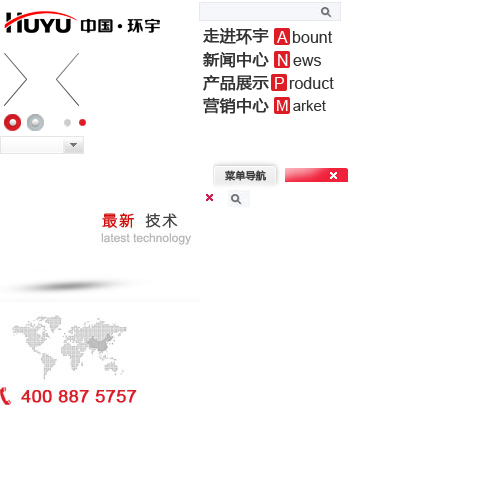 HUYU 中国·环宇
走进环宇 About
新闻中心 News
产品展示 Product
营销中心 Market
菜单导航
最新 技术
latest technology
400 887 5757